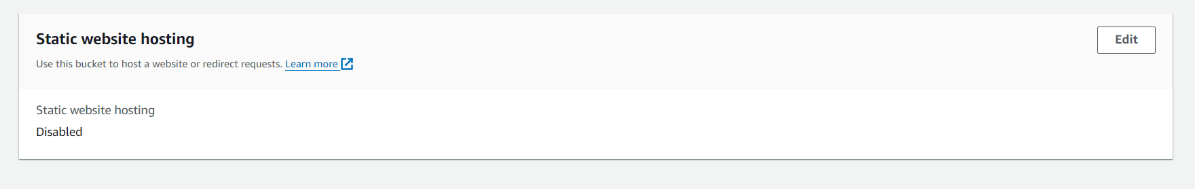 Static website hosting
Edit
Use this bucket to host a website or redirect requests. Learn more
Static website hosting
Disabled